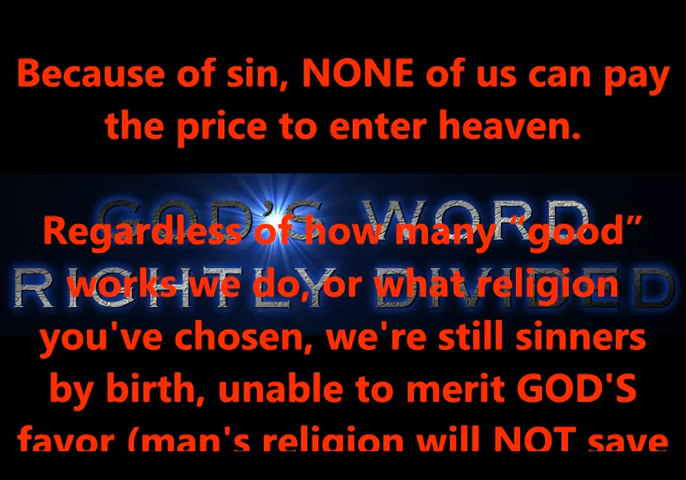 Because of sin, NONE of us can pay
the price to enter heaven.
GOD'S WORD
Regardless of how many “good”
RIGHTLY DIVIDED
works we do, or what religion
you've chosen, we're still sinners
by birth, unable to merit GOD'S
favor (man's religion will NOT save